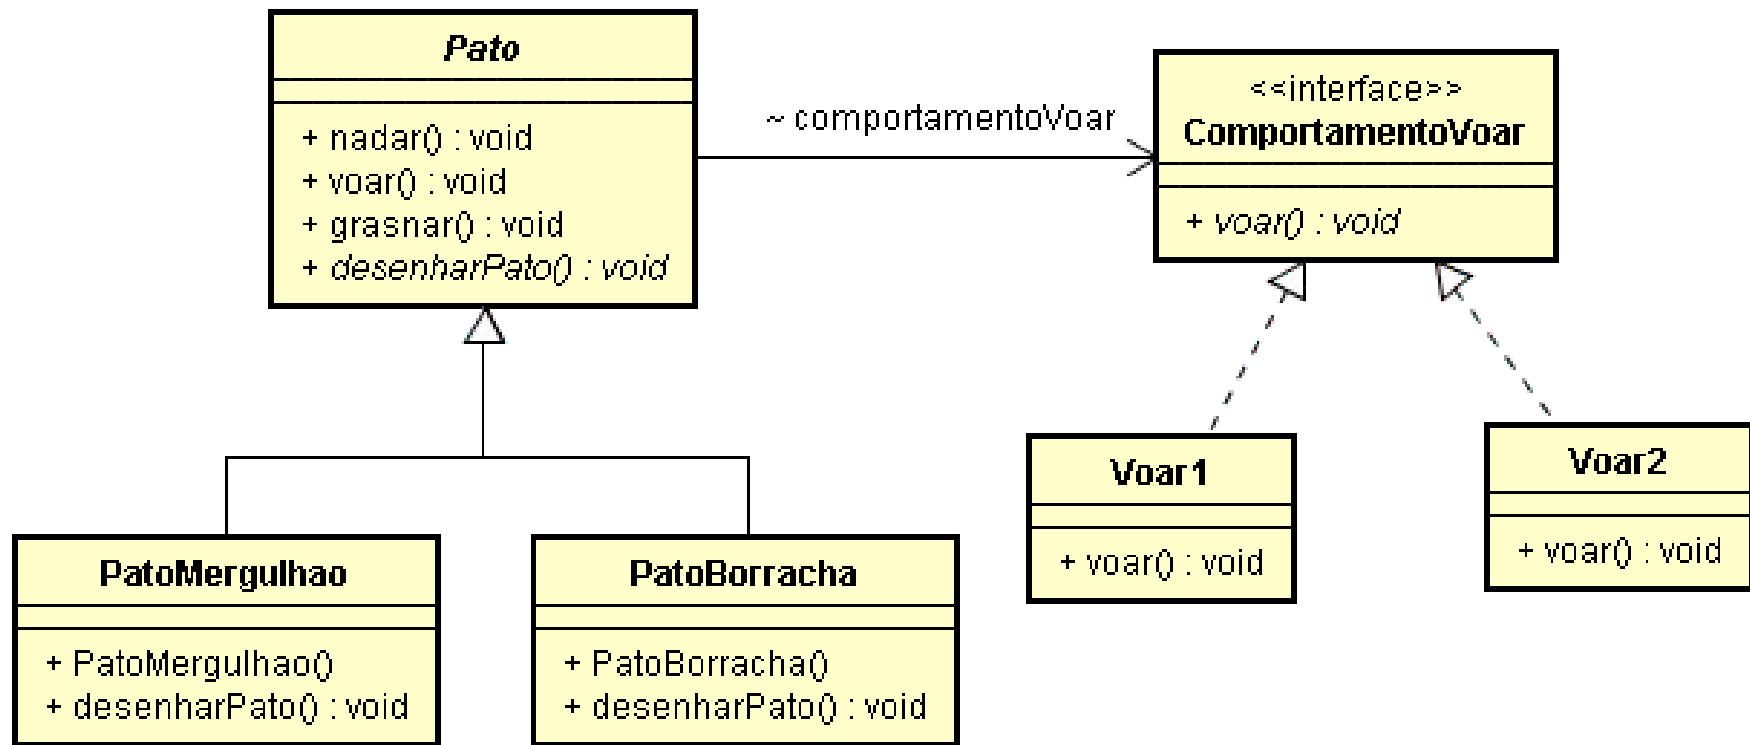 Pato
+ nadar() : void
+ voar() : void
+ grasnar() : void
+ desenharPato() : void
~ comportamentoVoar
<<interface>>
ComportamentoVoar
+ voar() : void
Voar1
+ voar() : void
Voar2
+ voar() : void
PatoMergulhao
+ PatoMergulhao()
+ desenharPato() : void
PatoBorracha
+ PatoBorracha()
+ desenharPato() : void